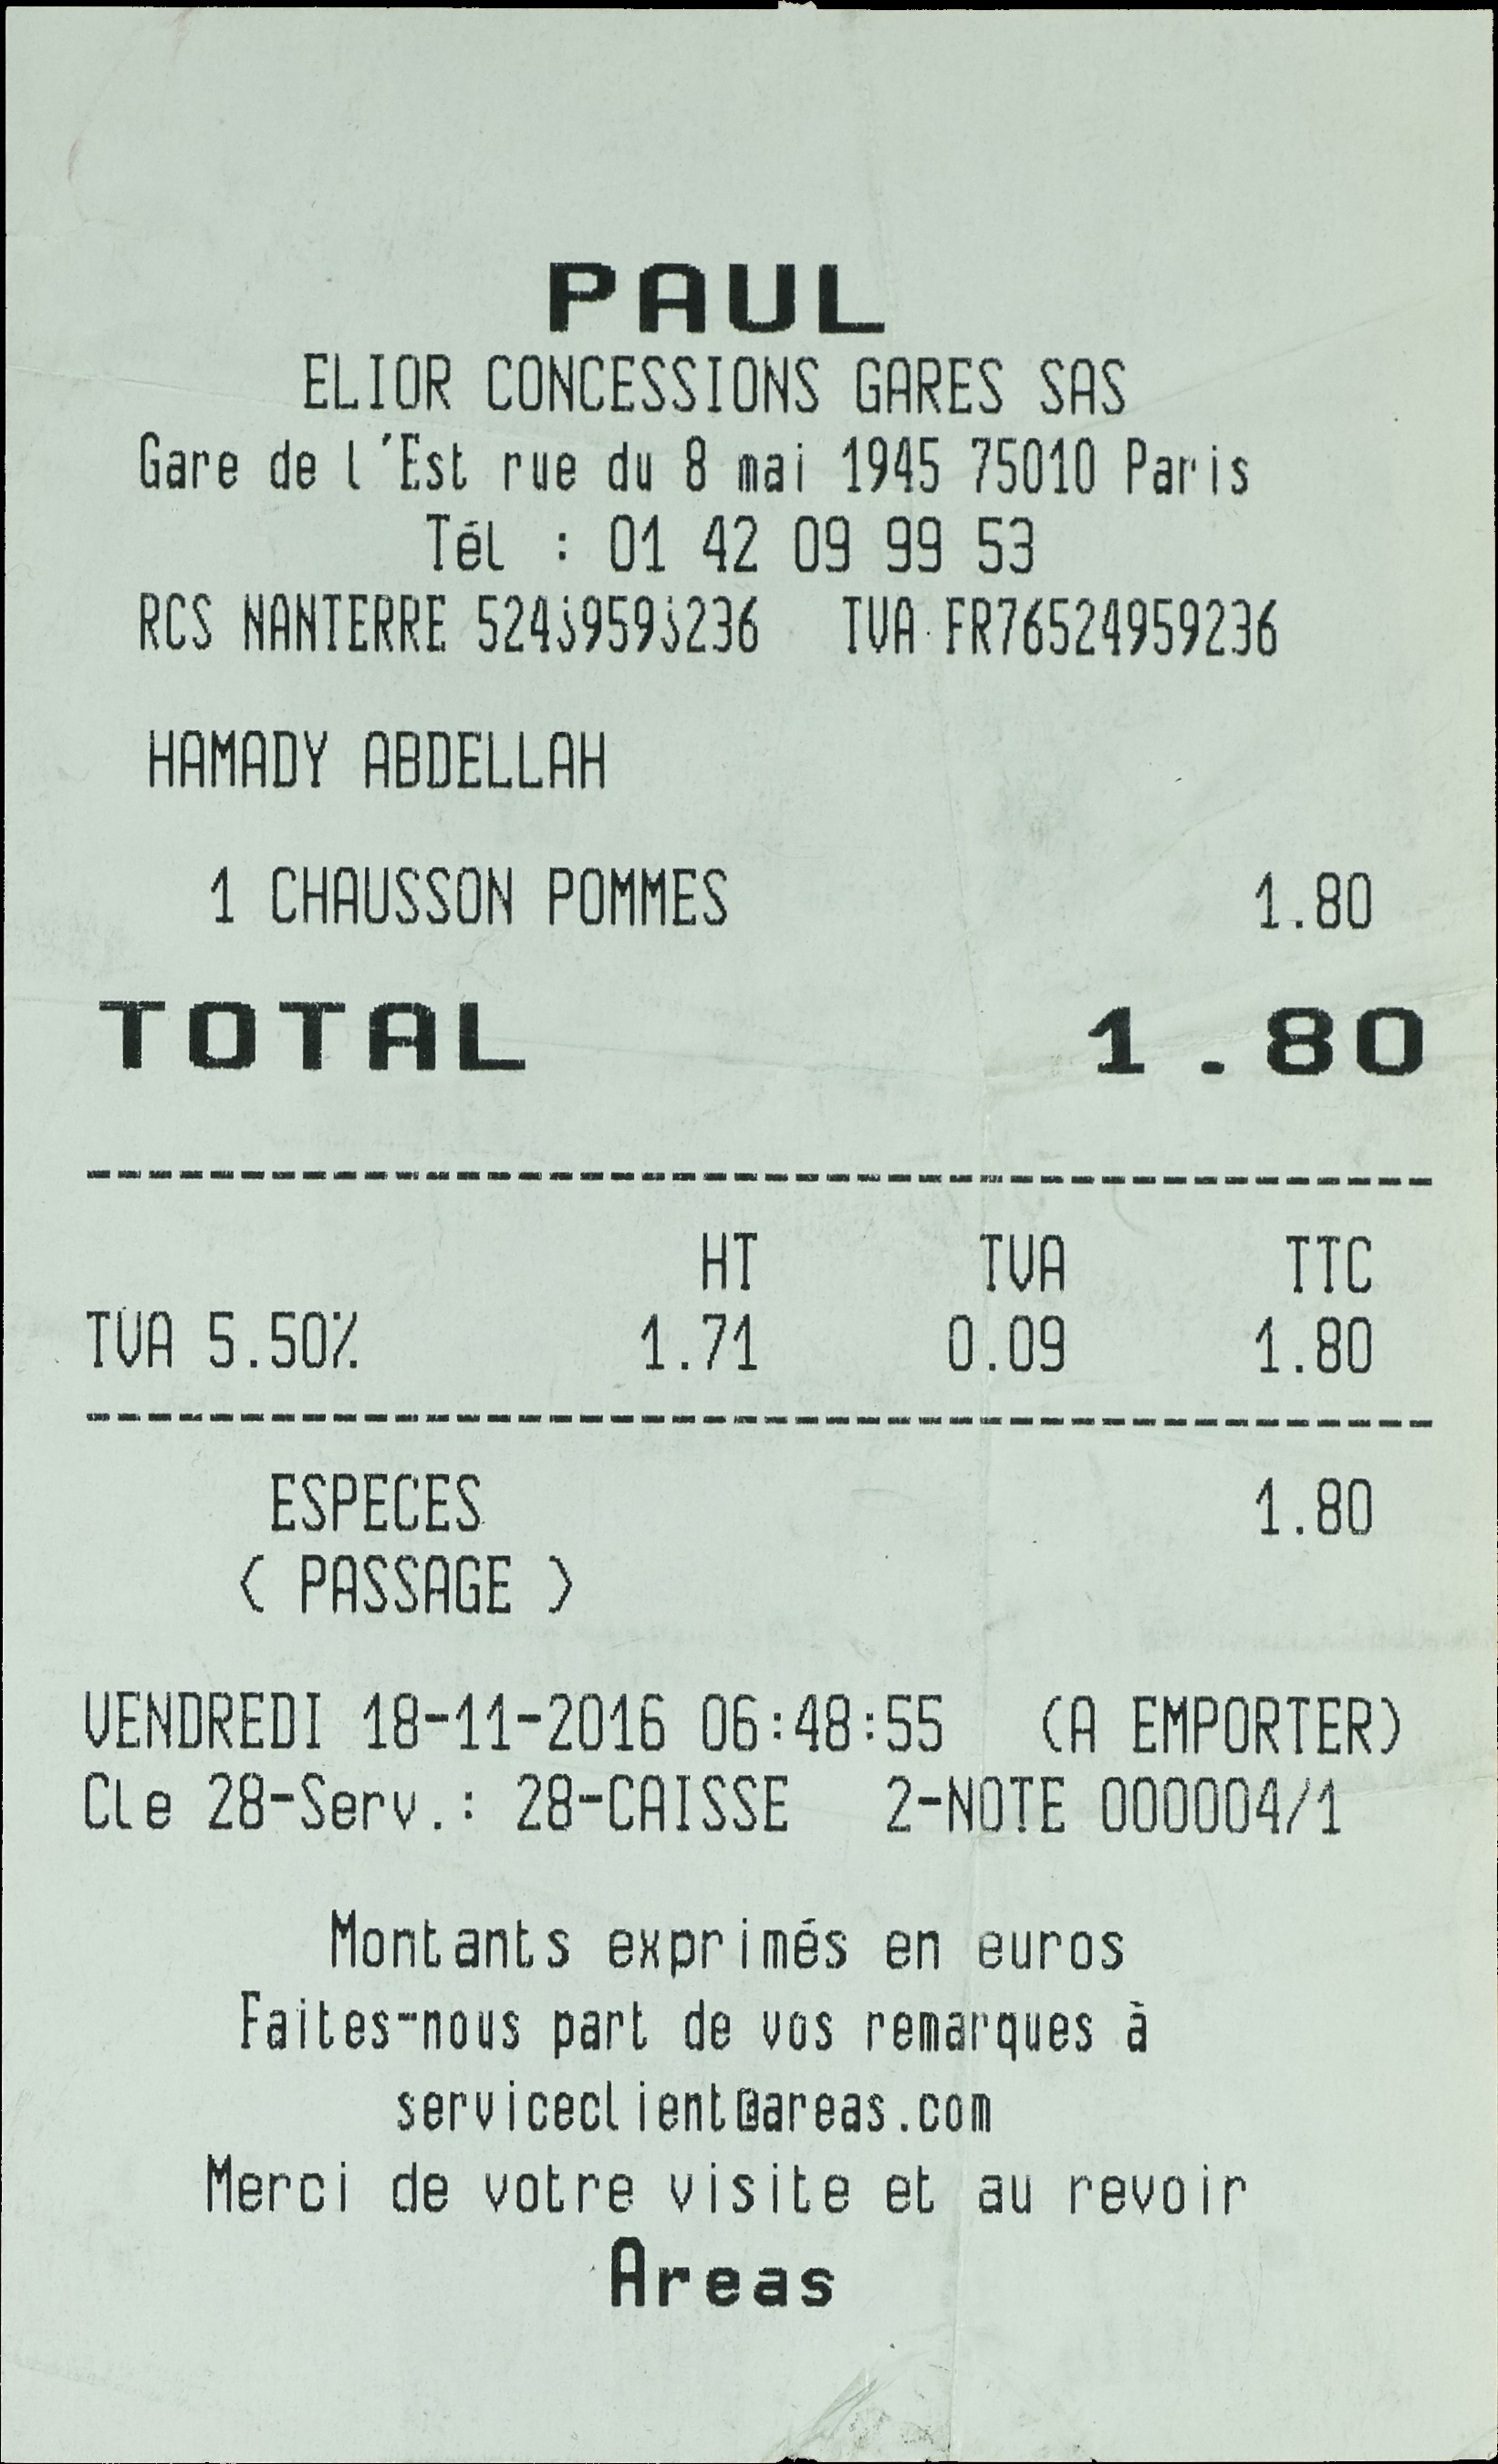 PAUL
ELIOR CONCESSIONS GARES SAS
Gare de l'Est rue du 8 mai 1945 75010 Paris
Tél : 01 42 09 99 53
RCS NANTERRE 524j959j236 TVA FR76524959236
HAMADY ABDELLAH
1 CHAUSSON POMMES 1.80
TOTAL 1.80
HT TVA TTC
TVA 5.50% 1.71 0.09 1.80
ESPECES 1.80
( PASSAGE )
VENDREDI 18-11-2016 06:48:55 (A EMPORTER)
Cle 28-Serv.: 28-CAISSE 2-NOTE 000004/1
Montants exprimés en euros
Faites-nous part de vos remarques à
serviceclient@areas.com
Merci de votre visite et au revoir
Areas